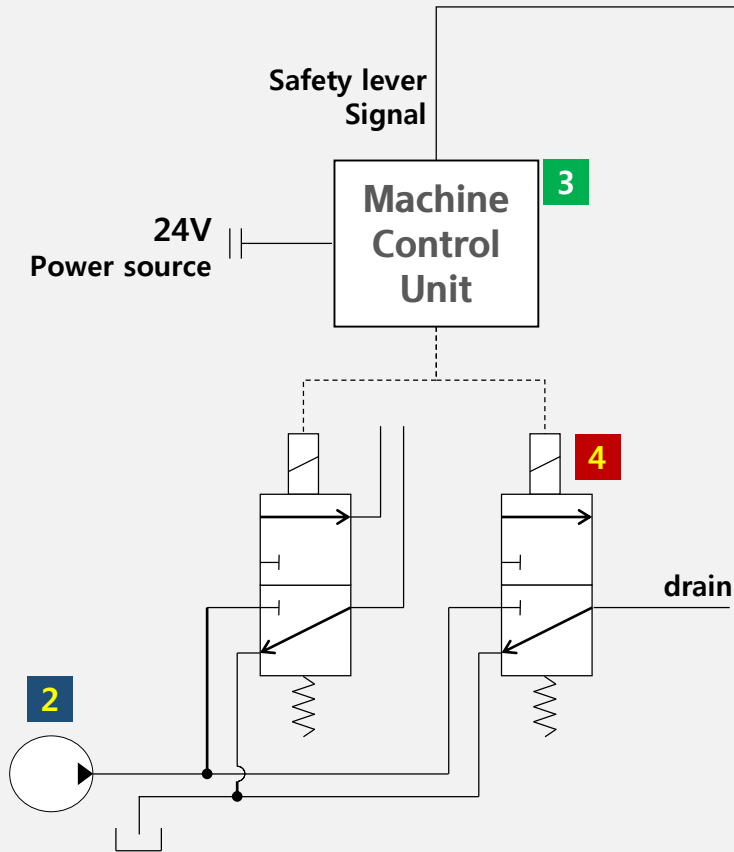 Safety lever
Signal
3
Machine
Control
Unit
24V
Power source
4
drain
2